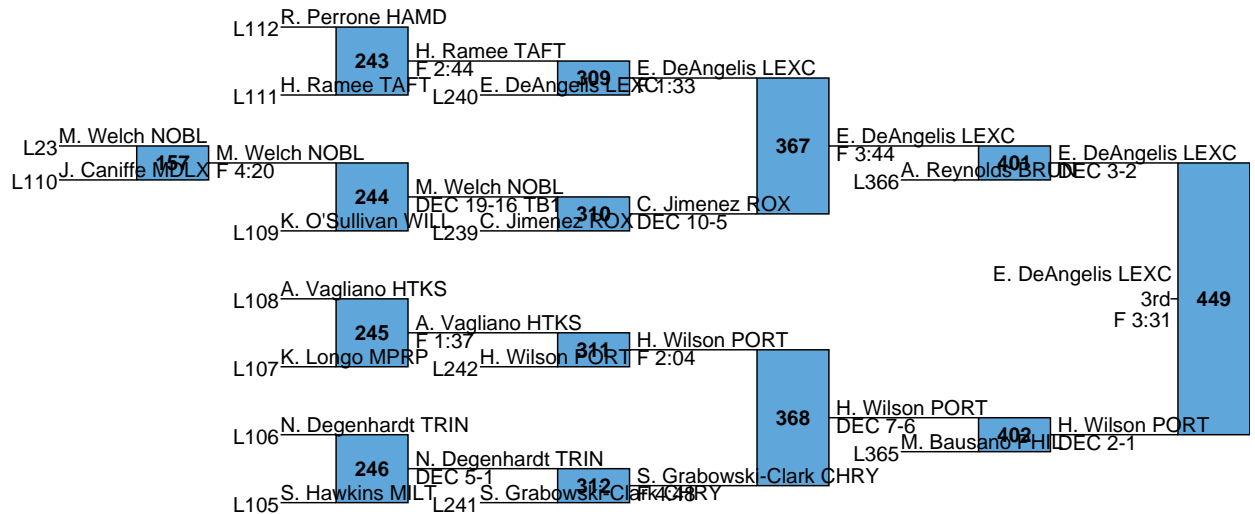 R. Perrone HAMD
L112
243
H. Ramee TAFT
F 2:44
H. Ramee TAFT
L111
309
E. DeAngelis LEXC
F 1:33
E. DeAngelis LEXC
L240
M. Welch NOBL
L23
157
M. Welch NOBL
F 4:20
J. Caniffe MDLX
L110
367
E. DeAngelis LEXC
F 3:44
401
E. DeAngelis LEXC
DEC 3-2
A. Reynolds BRUN
L366
244
M. Welch NOBL
DEC 19-16 TB1
K. O'Sullivan WILL
L109
310
C. Jimenez ROX
DEC 10-5
C. Jimenez ROX
L239
E. DeAngelis LEXC
3rd
F 3:31
449
A. Vagliano HTKS
L108
245
A. Vagliano HTKS
F 1:37
K. Longo MPRP
L107
311
H. Wilson PORT
F 2:04
H. Wilson PORT
L242
368
H. Wilson PORT
DEC 7-6
402
H. Wilson PORT
DEC 2-1
M. Bausano PHIL
L365
N. Degenhardt TRIN
L106
246
N. Degenhardt TRIN
DEC 5-1
S. Hawkins MILT
L105
312
S. Grabowski-Clark CHRY
F 4:48
S. Grabowski-Clark CHRY
L241